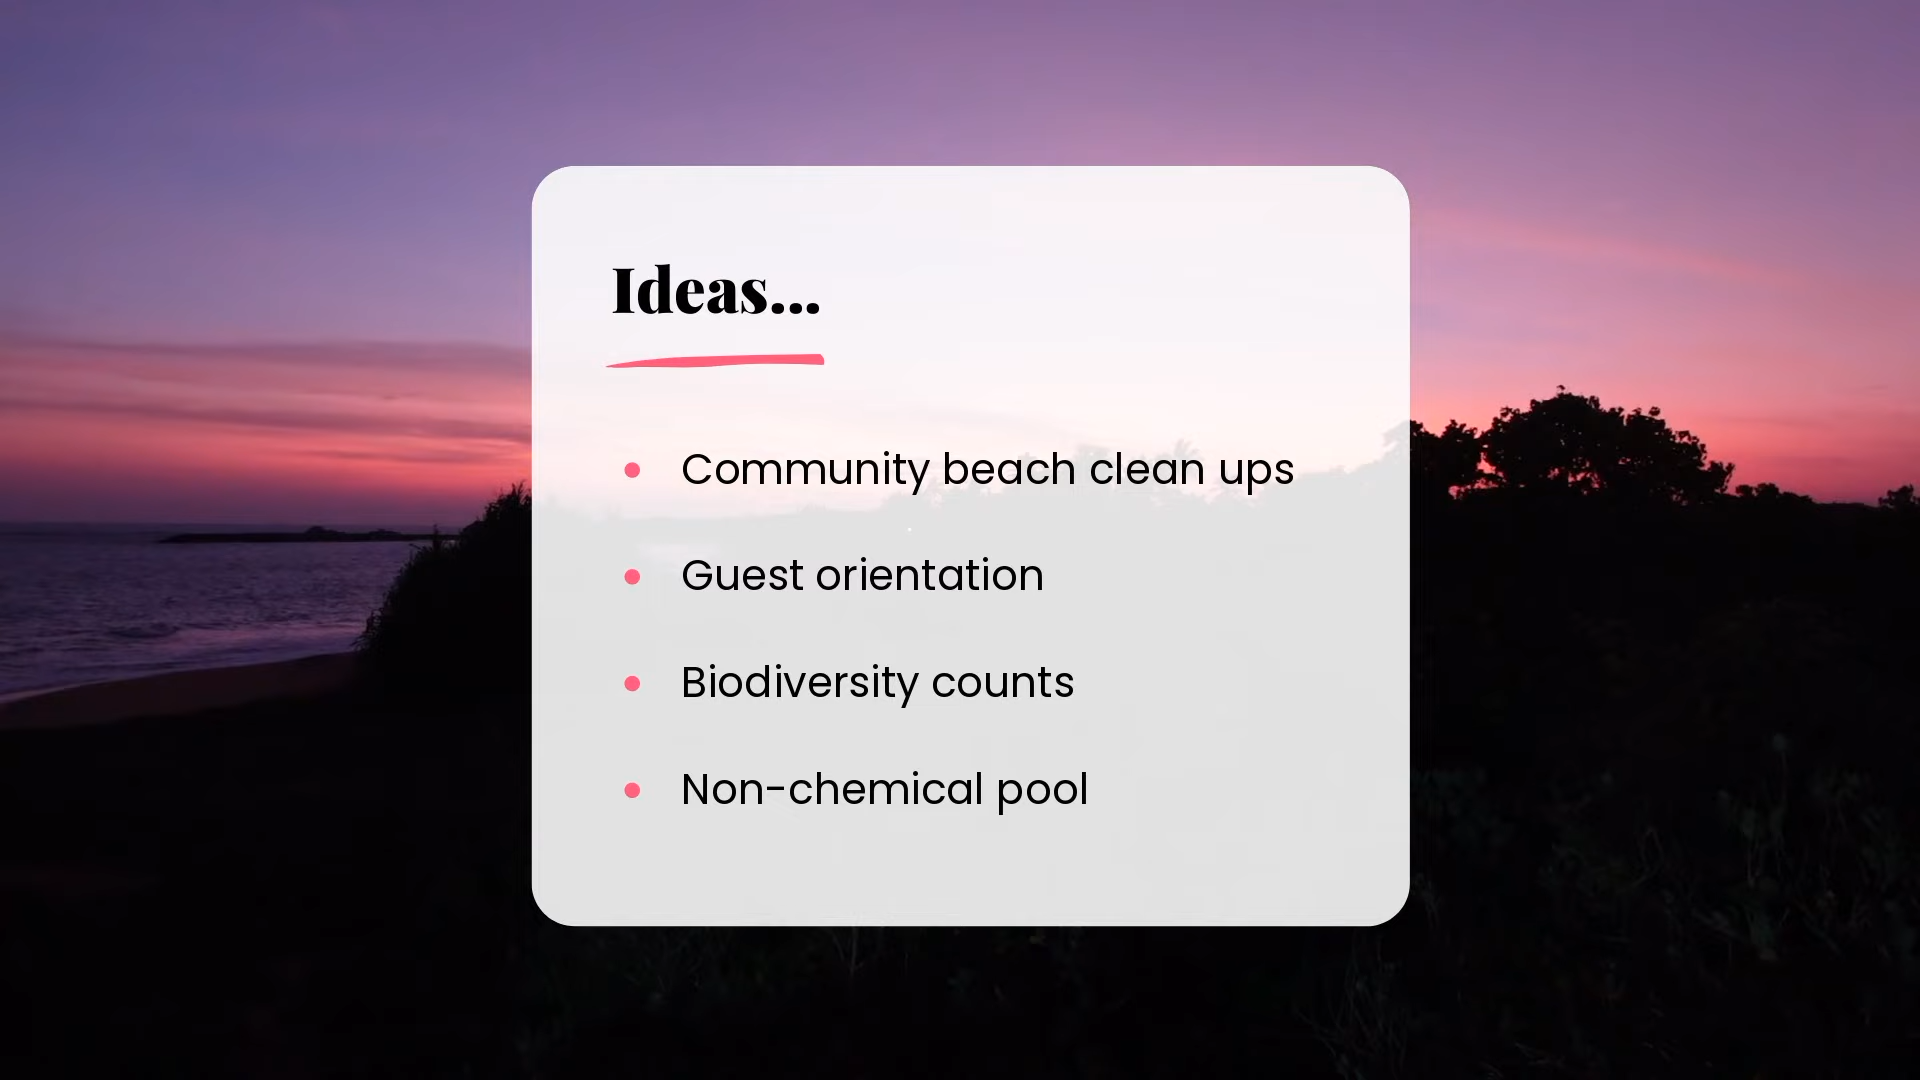 Ideas...
Community beach clean ups
Guest orientation
Biodiversity counts
Non-chemical pool